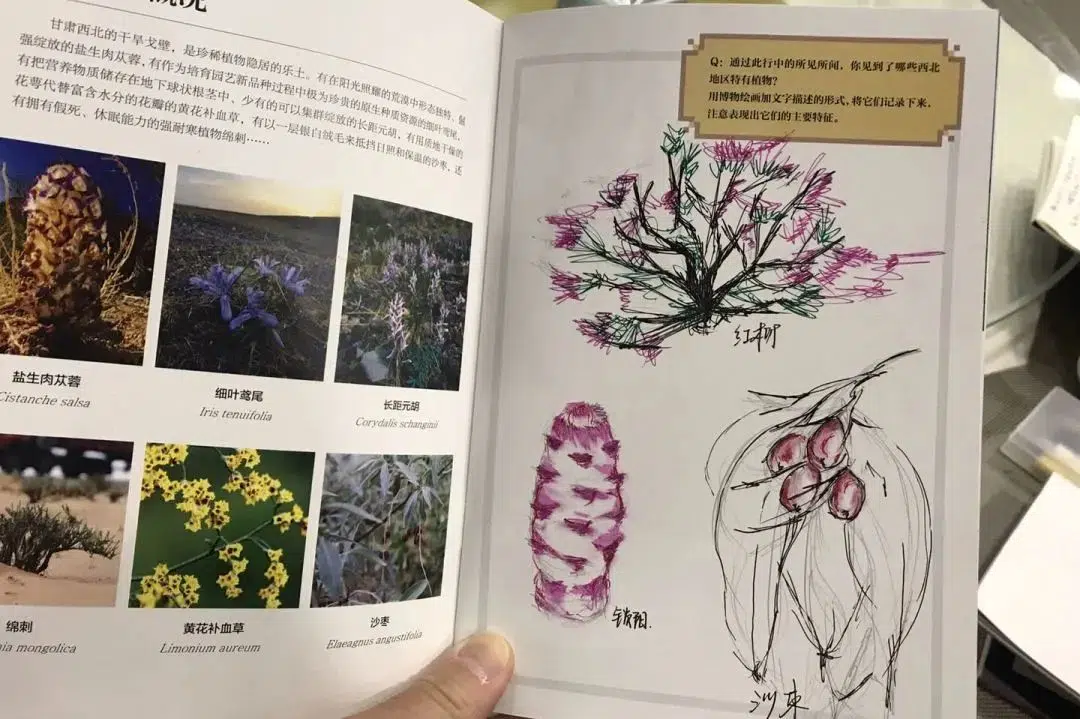 甘肃西北的干旱戈壁，是珍稀植物隐居的乐土。有在阳光照耀的荒漠中形态独特、倔
强绽放的盐生肉苁蓉，有作为培育园艺新品种过程中极为珍贵的原生种质资源的细叶鸢尾，
有把营养物质储存在地下球状根茎中、少有的可以集群绽放的长距元胡，有用质地干燥的
花萼代替富含水分的花瓣的黄花补血草，有以一层银白绒毛来抵挡日照和保温的沙枣，还
有拥有假死、休眠能力的强耐寒植物绵刺……
盐生肉苁蓉
Cistanche salsa
细叶鸢尾
Iris tenuifolia
长距元胡
Corydalis schanginii
绵刺
mongolica
黄花补血草
Limonium aureum
沙枣
Elaeagnus angustifolia
Q：通过此行中的所见所闻，你见到了哪些西北
地区特有植物？
用博物绘画加文字描述的形式，将它们记录下来，
注意表现出它们的主要特征。
红树
锁阳.
沙枣